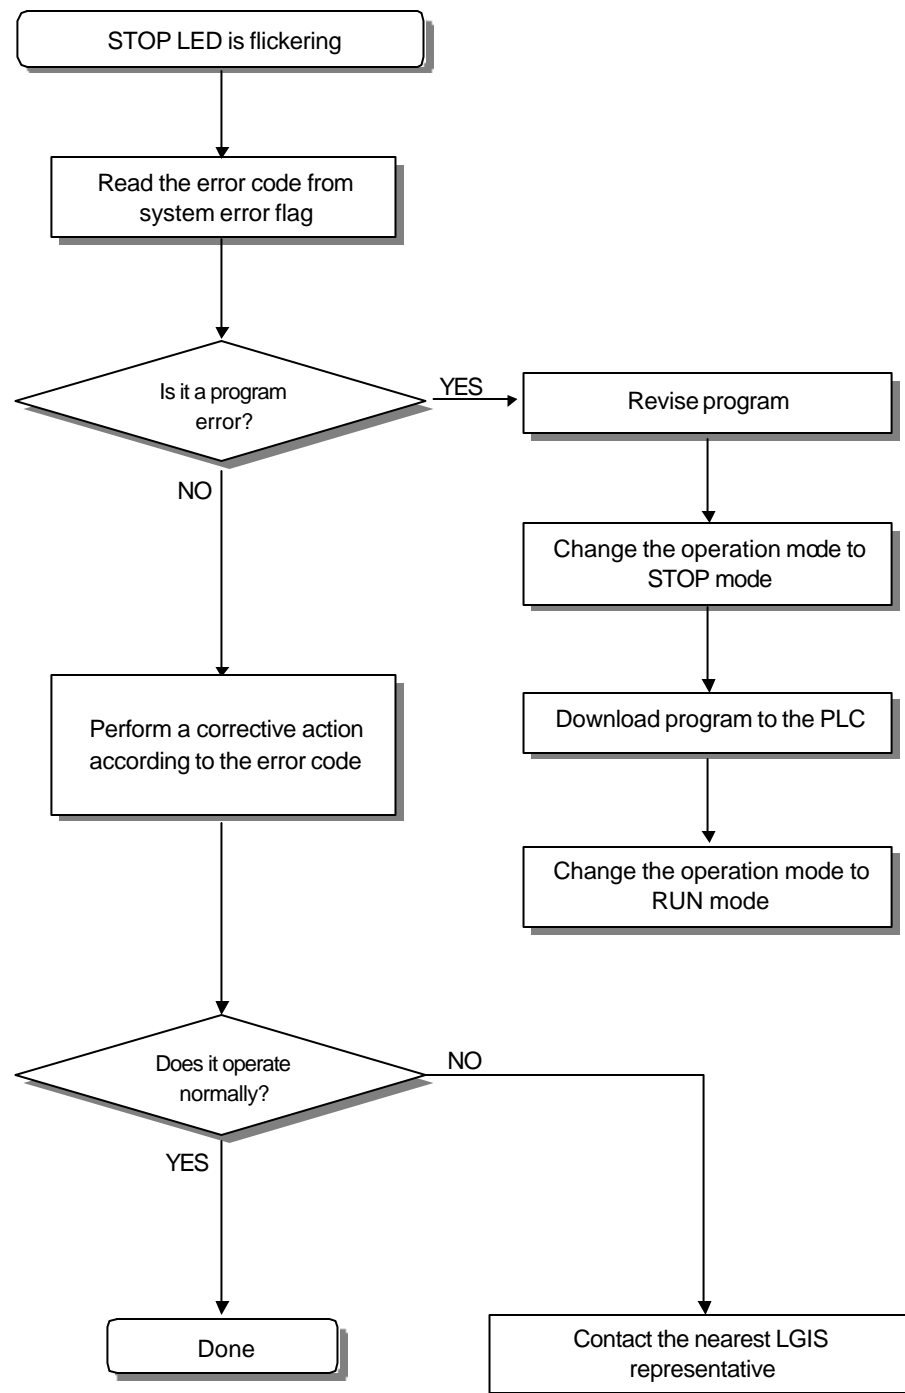 STOP LED is flickering
Read the error code from
system error flag
Is it a program
error?
YES
Revise program
NO
Change the operation mode to
STOP mode
Perform a corrective action
according to the error code
Download program to the PLC
Change the operation mode to
RUN mode
Does it operate
normally?
NO
YES
Done
Contact the nearest LGIS
representative